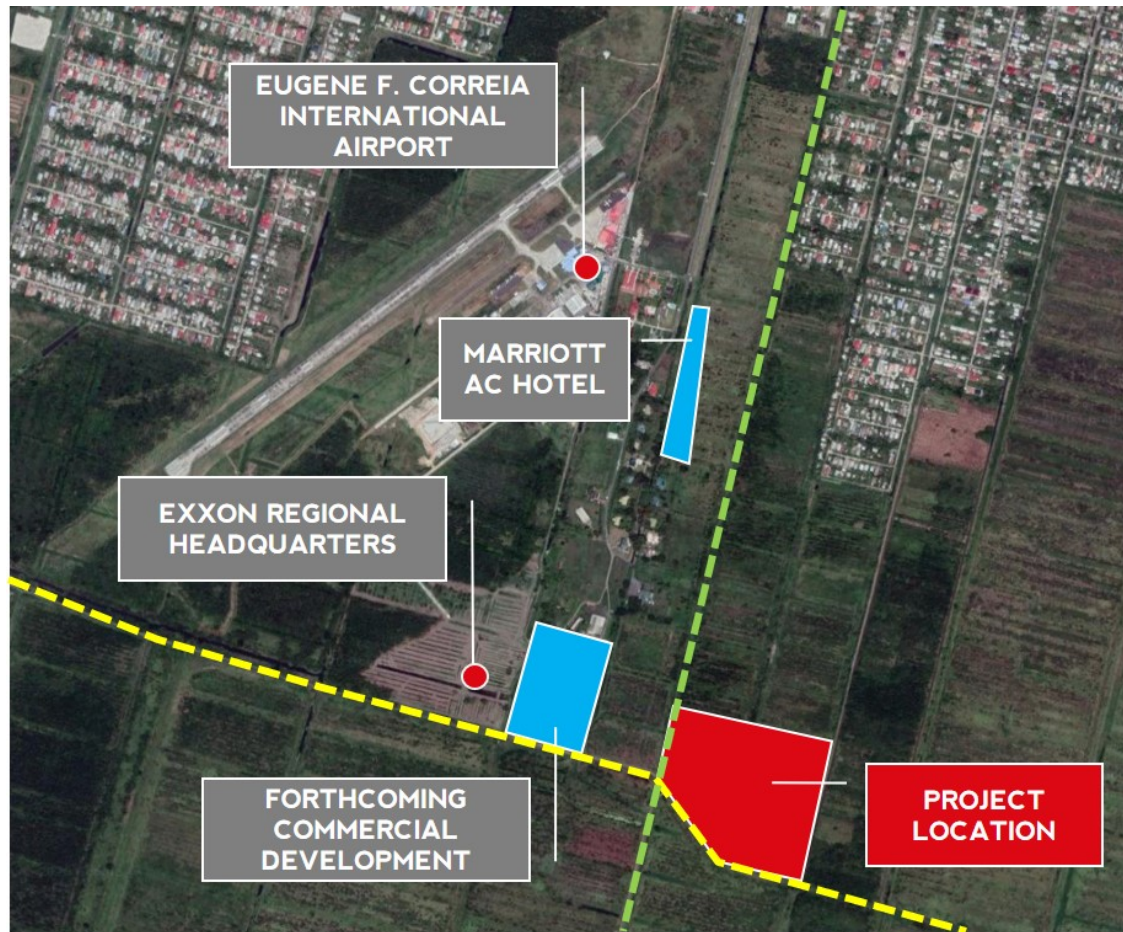 EUGENE F. CORREIA
INTERNATIONAL
AIRPORT
MARRIOTT
AC HOTEL
EXXON REGIONAL
HEADQUARTERS
FORTHCOMING
COMMERCIAL
DEVELOPMENT
PROJECT
LOCATION